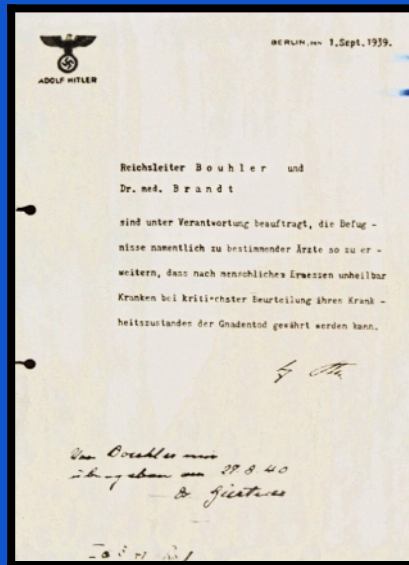 ADOLF HITLER
BERLIN, den 1.Sept. 1939.
Reichsleiter B o u h l e r und
Dr. med. B r a n d t
sind unter Verantwortung beauftragt, die Befug -
nisse namentlich zu bestimmender Ärzte so zu er -
weitern, dass nach menschlichem Ermessen unheilbar
Kranken bei kritischster Beurteilung ihres Krank -
heitszustandes der Gnadentod gewährt werden kann.
Von Bouhler mir
übergeben am 27.8.40
Dr. Gürtner